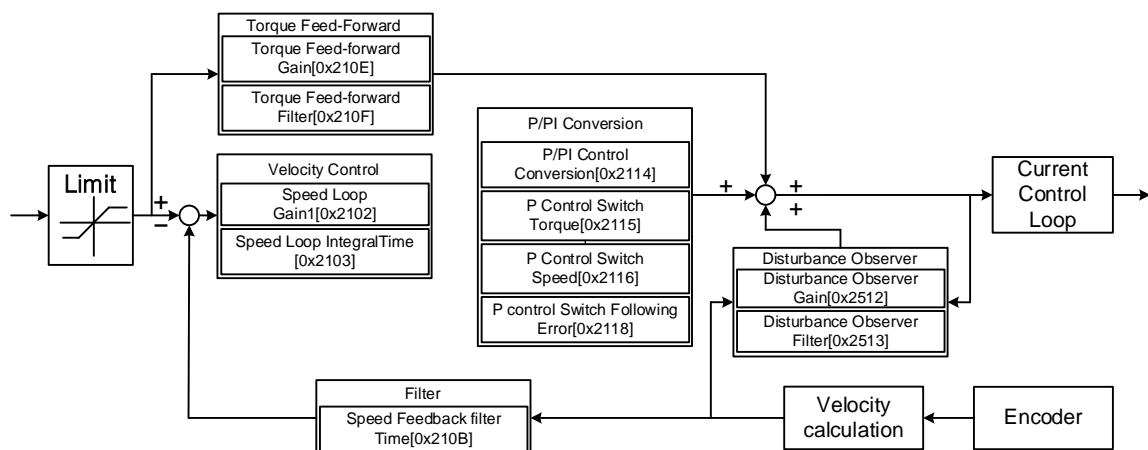 Torque Feed-Forward
Torque Feed-forward
Gain[0x210E]
Torque Feed-forward
Filter[0x210F]
P/PI Conversion
P/PI Control
Conversion[0x2114]
P Control Switch
Torque[0x2115]
P Control Switch
Speed[0x2116]
P control Switch Following
Error[0x2118]
Limit
+
−
Velocity Control
Speed Loop
Gain1[0x2102]
Speed Loop IntegralTime
[0x2103]
+
+
+
Current
Control
Loop
Disturbance Observer
Disturbance Observer
Gain[0x2512]
Disturbance Observer
Filter[0x2513]
Filter
Speed Feedback filter
Time[0x210B]
Velocity
calculation
Encoder